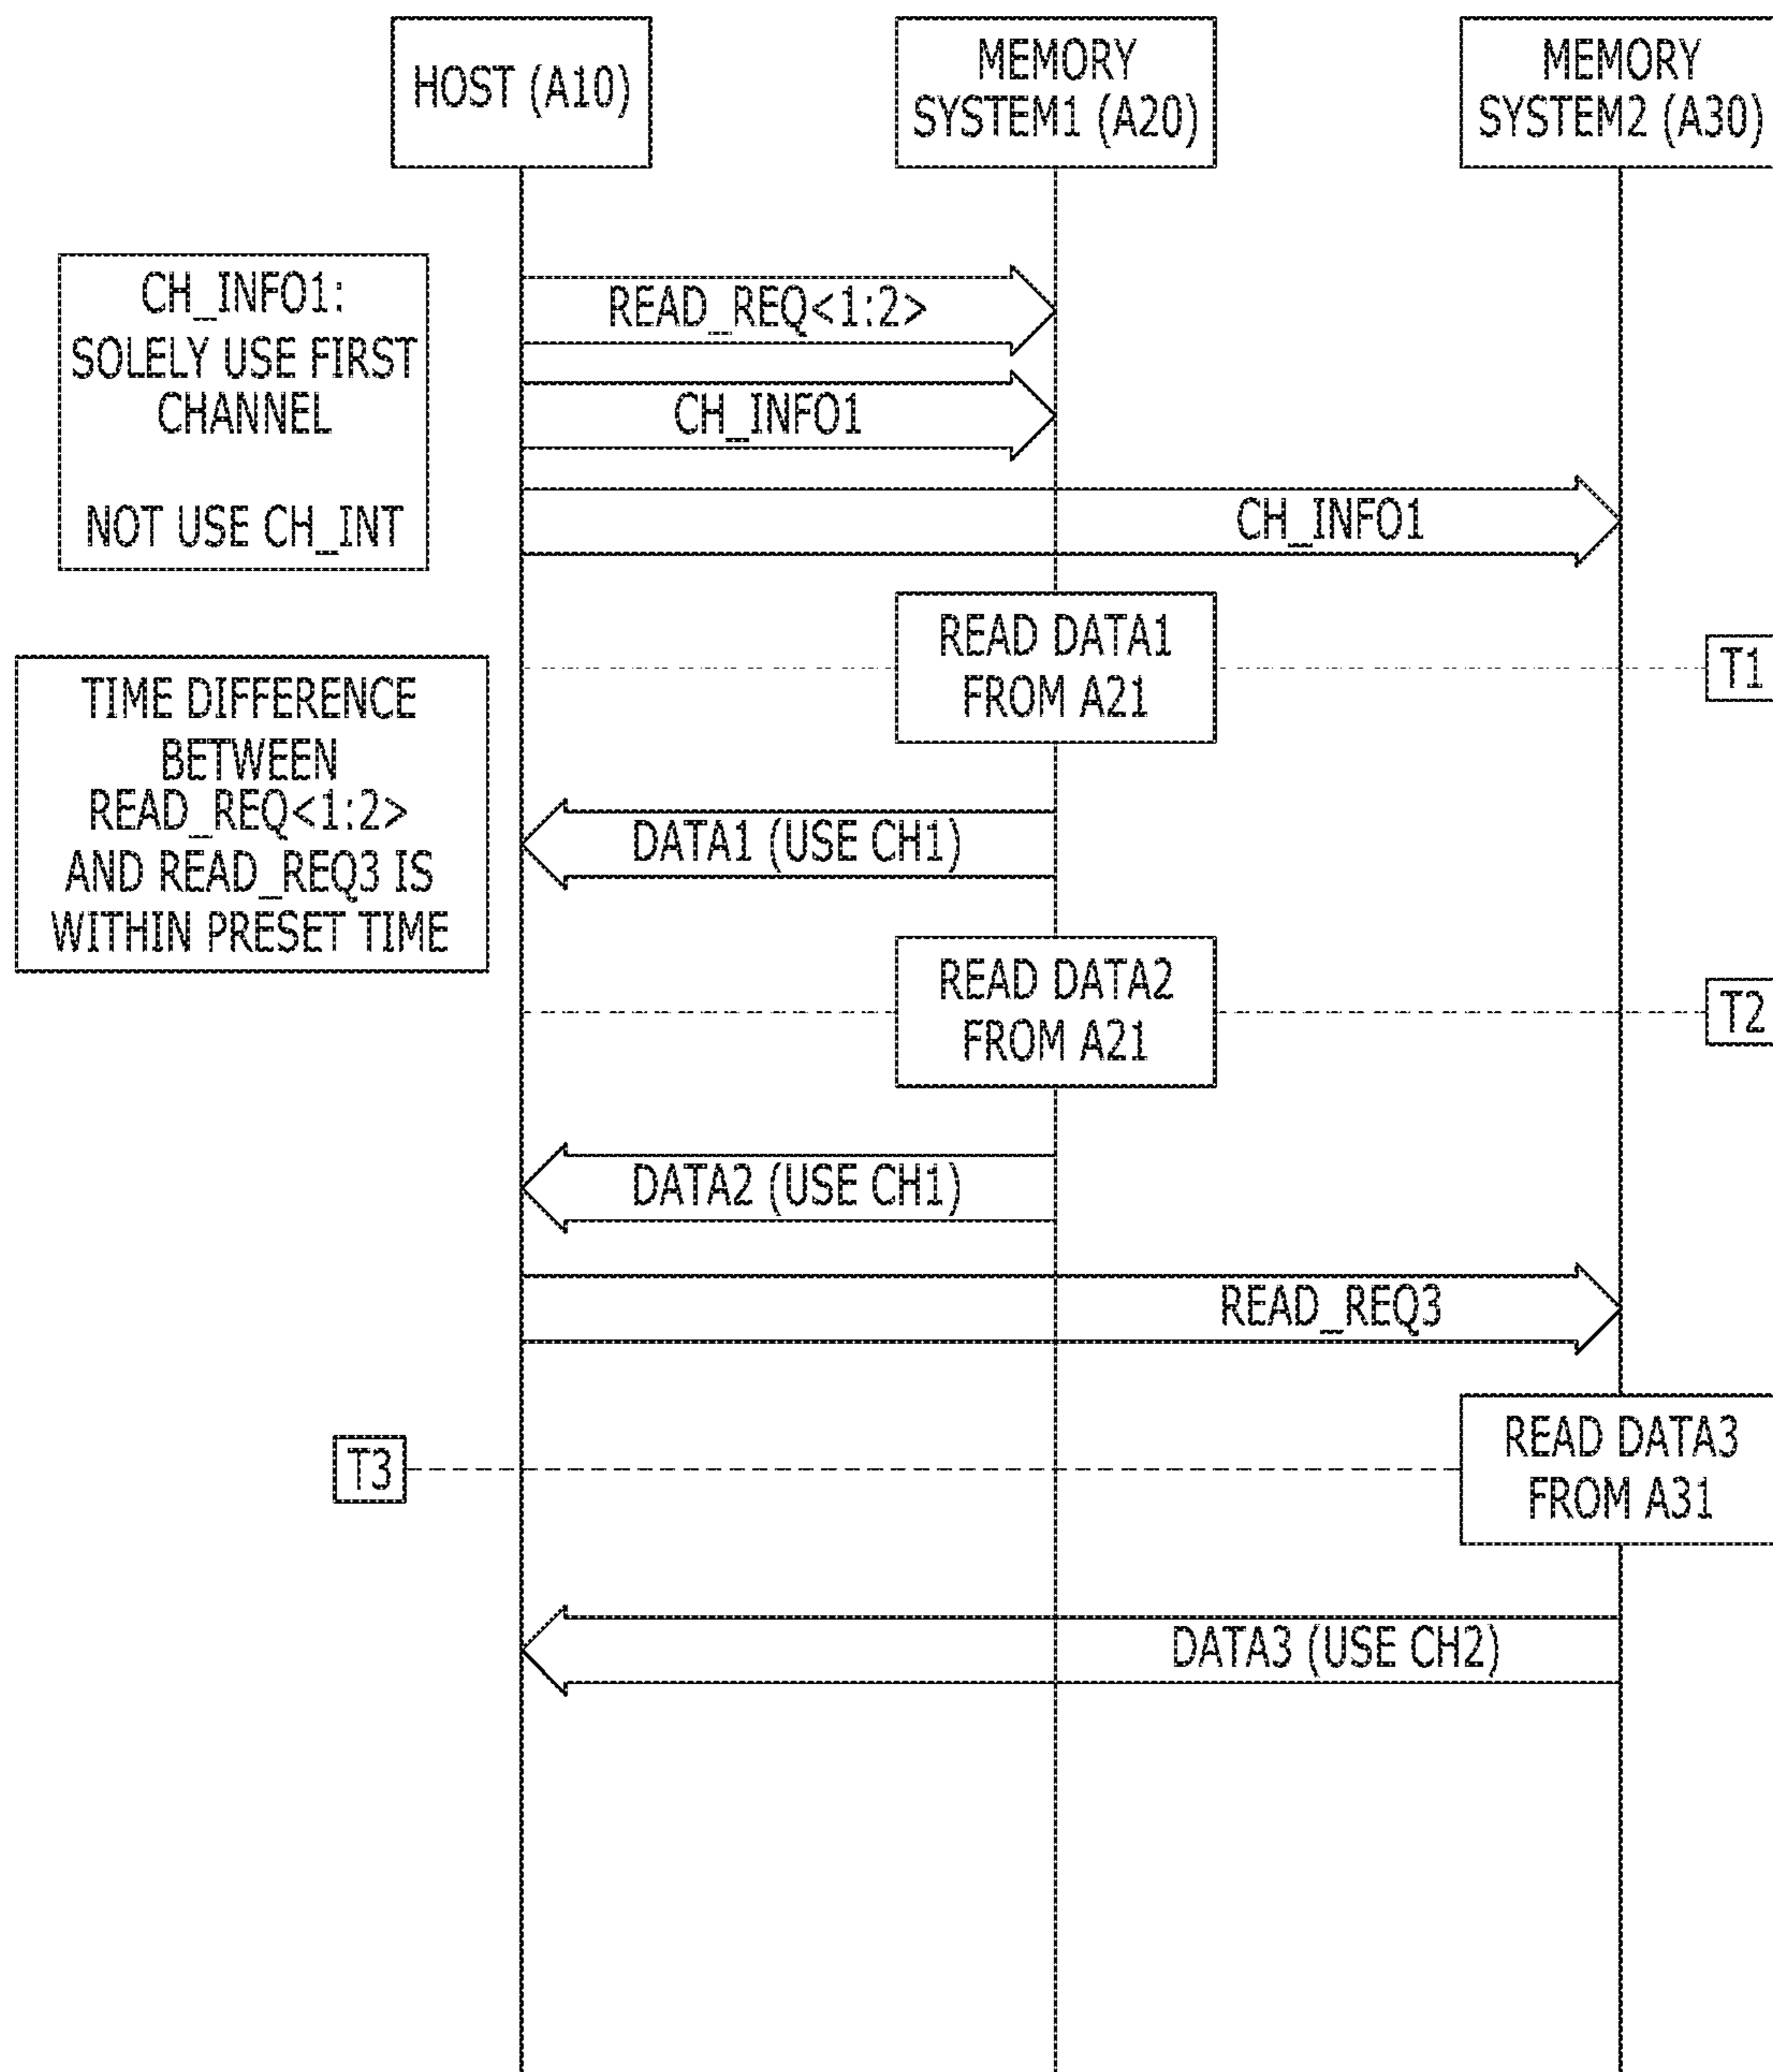 HOST (A10)
MEMORY
SYSTEM1 (A20)
MEMORY
SYSTEM2 (A30)
CH_INFO1:
SOLELY USE FIRST
CHANNEL
NOT USE CH_INT
READ_REQ<1:2>
CH_INFO1
CH_INFO1
READ DATA1
FROM A21
T1
TIME DIFFERENCE
BETWEEN
READ_REQ<1:2>
AND READ_REQ3 IS
WITHIN PRESET TIME
DATA1 (USE CH1)
READ DATA2
FROM A21
T2
DATA2 (USE CH1)
READ_REQ3
READ DATA3
FROM A31
T3
DATA3 (USE CH2)